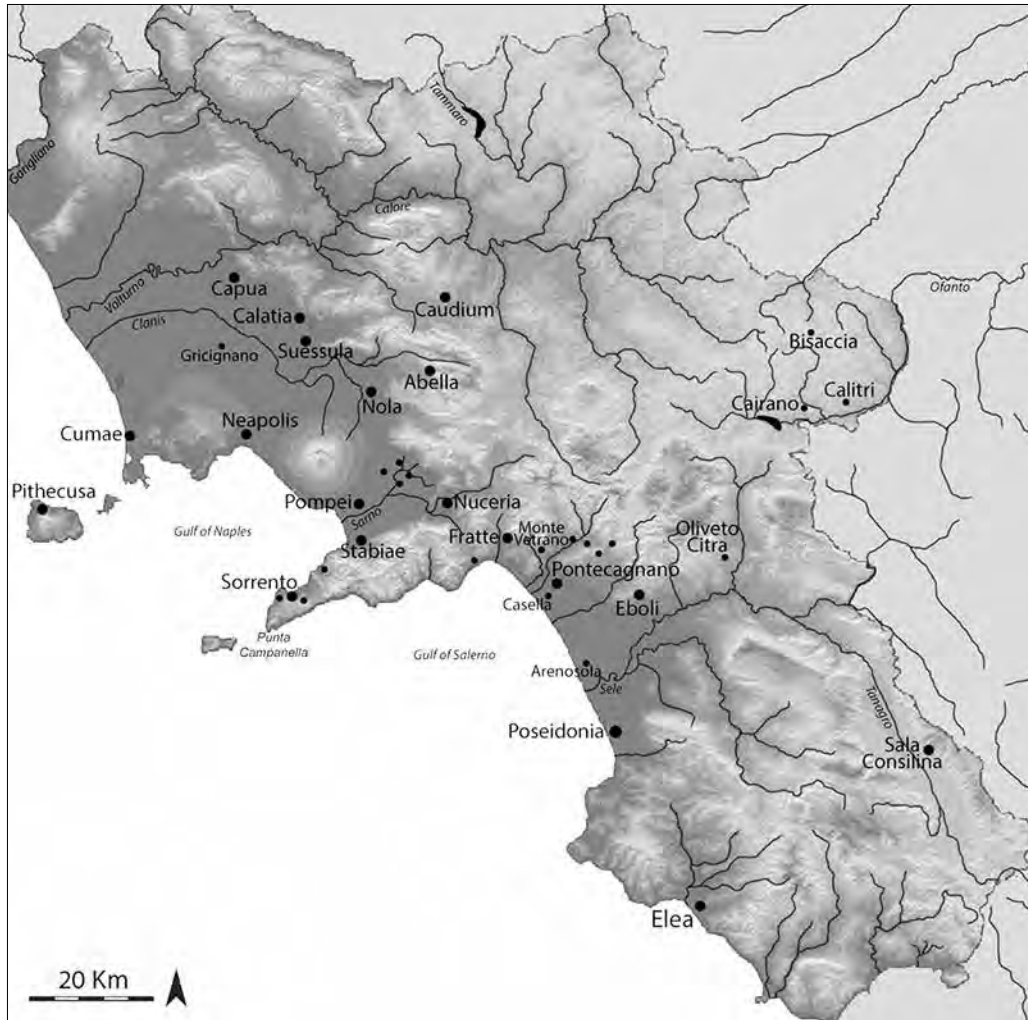 Tammaro
Garigliano
Calore
Volturno
Capua
Caudium
Ofanto
Calatia
Clanis
Suessula
Gricignano
Bisaccia
Abella
Nola
Cairano
Calitri
Neapolis
Cumae
Pithecusa
Pompei
Nuceria
Sarno
Gulf of Naples
Stabiae
Fratte
Monte
Vetrano
Oliveto
Citra
Pontecagnano
Sorrento
Casella
Eboli
Punta
Campanella
Gulf of Salerno
Arenosola
Sele
Tanagro
Poseidonia
Sala
Consilina
Elea
20 Km